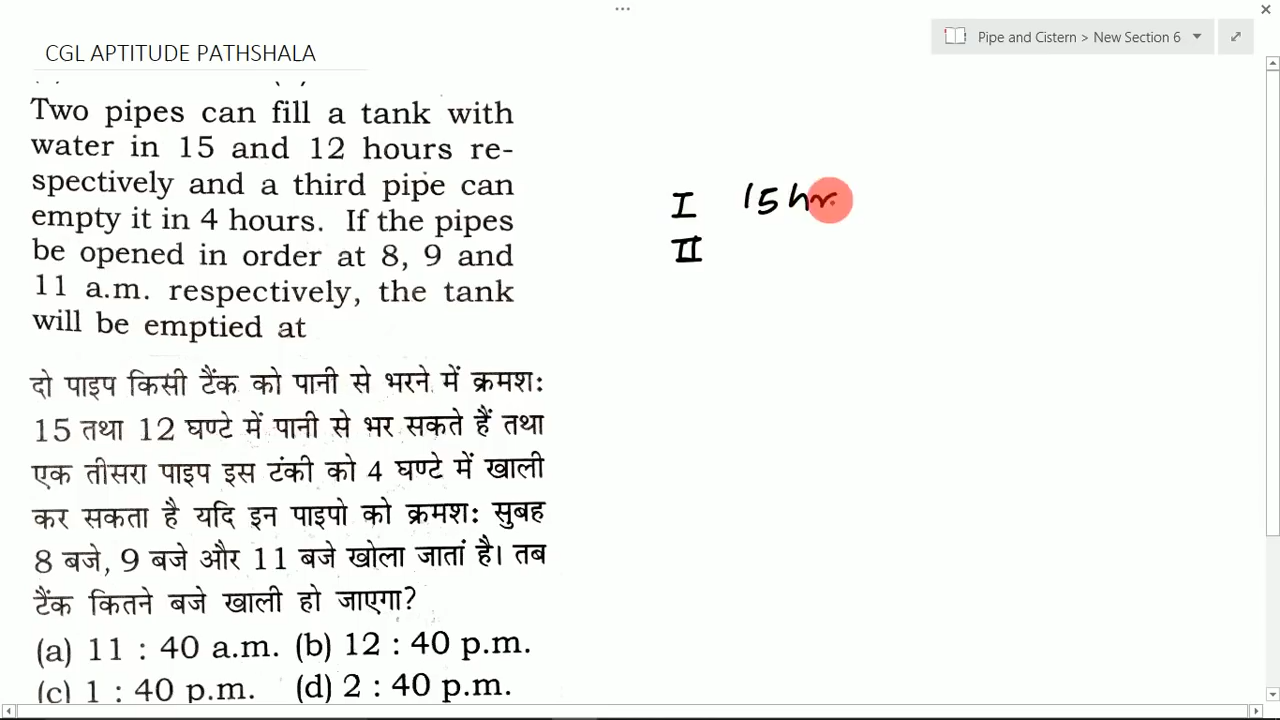 Pipe and Cistern > New Section 6
CGL APTITUDE PATHSHALA
Two pipes can fill a tank with
water in 15 and 12 hours re-
spectively and a third pipe can
empty it in 4 hours. If the pipes
be opened in order at 8, 9 and
11 a.m. respectively, the tank
will be emptied at
दो पाइप किसी टैंक को पानी से भरने में क्रमश:
15 तथा 12 घण्टे में पानी से भर सकते हैं तथा
एक तीसरा पाइप इस टंकी को 4 घण्टे में खाली
कर सकता है यदि इन पाइपो को क्रमश: सुबह
8 बजे, 9 बजे और 11 बजे खोला जातां है। तब
टैंक कितने बजे खाली हो जाएगा?
(a) 11 : 40 a.m. (b) 12 : 40 p.m.
(c) 1 : 40 p.m. (d) 2 : 40 p.m.
I 15 hr.
II